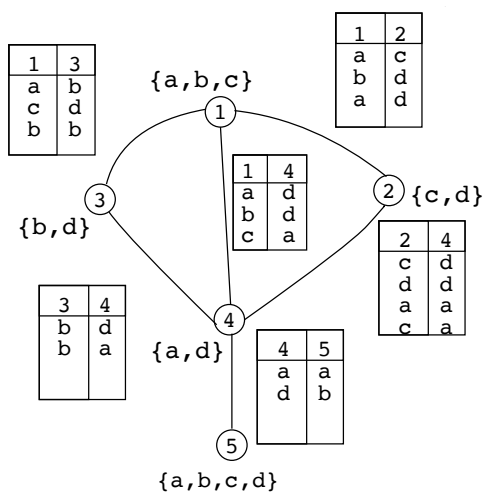 1 2
a c
b d
a d
1 3
a b
c d
b b
{a,b,c}
1
1 4
a d
b d
c a
3
{b,d}
2
{c,d}
2 4
c d
d d
a a
c a
3 4
b d
b a
4
{a,d}
4 5
a a
d b
5
{a,b,c,d}